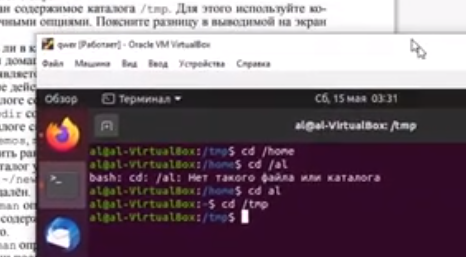 ан содержимое каталога /tmp. Для этого используйте ко-
чными опциями. Поясните разницу в выводимой на экран
qwer [Работает] - Oracle VM VirtualBox
Файл Машина Вид Ввод Устройства Справка
Обзор Терминал Сб, 15 мая 03:31
al@al-VirtualBox: /tmp
al@al-VirtualBox:/tmp$ cd /home
al@al-VirtualBox:/home$ cd /al
bash: cd: /al: Нет такого файла или каталога
al@al-VirtualBox:/home$ cd al
al@al-VirtualBox:~$ cd /tmp
al@al-VirtualBox:/tmp$